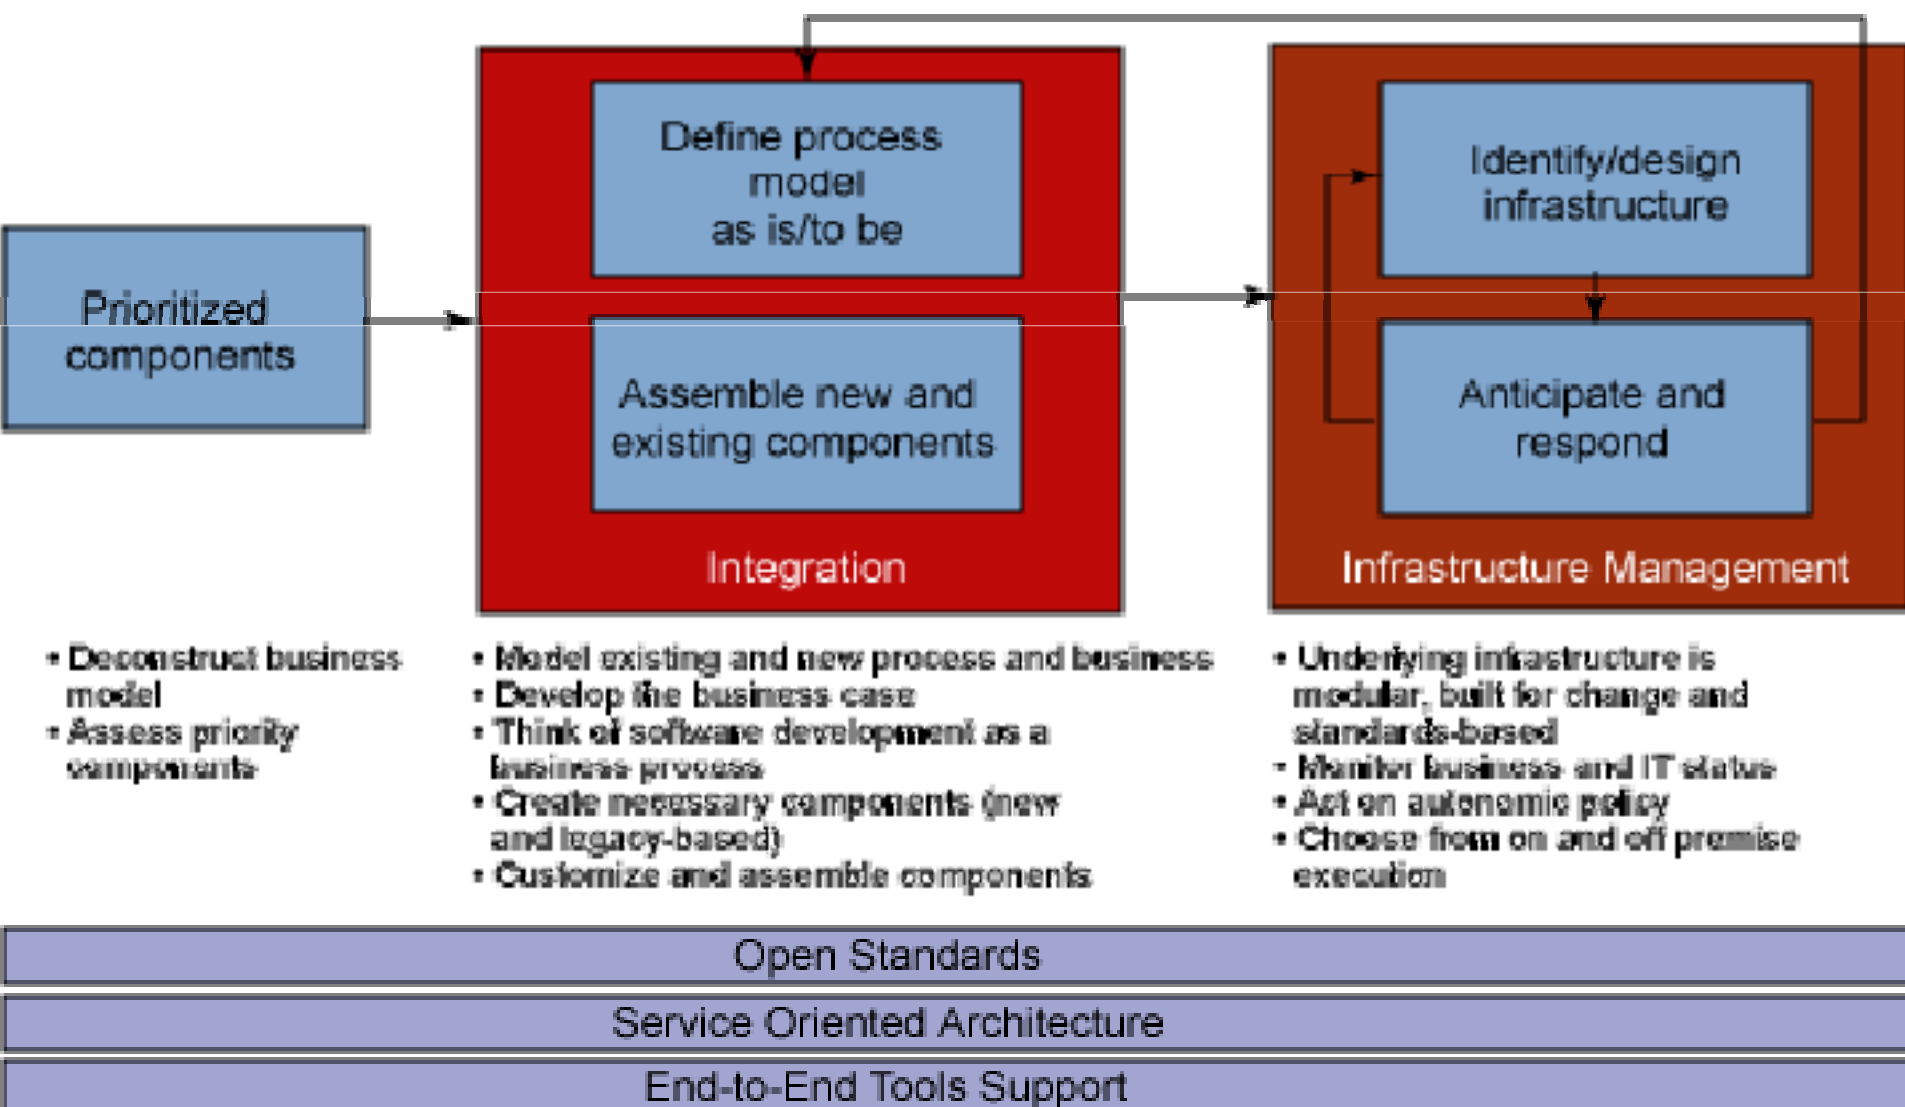 Define process
model
as is/to be
Identify/design
infrastructure
Prioritized
components
Assemble new and
existing components
Anticipate and
respond
Integration
Infrastructure Management
• Deconstruct business
model
• Assess priority
components
• Model existing and new process and business
• Develop the business case
• Think of software development as a
business process
• Create necessary components (new
and legacy-based)
• Customize and assemble components
• Underlying infrastructure is
modular, built for change and
standards-based
• Monitor business and IT status
• Act on autonomic policy
• Choose from on and off premise
execution
Open Standards
Service Oriented Architecture
End-to-End Tools Support